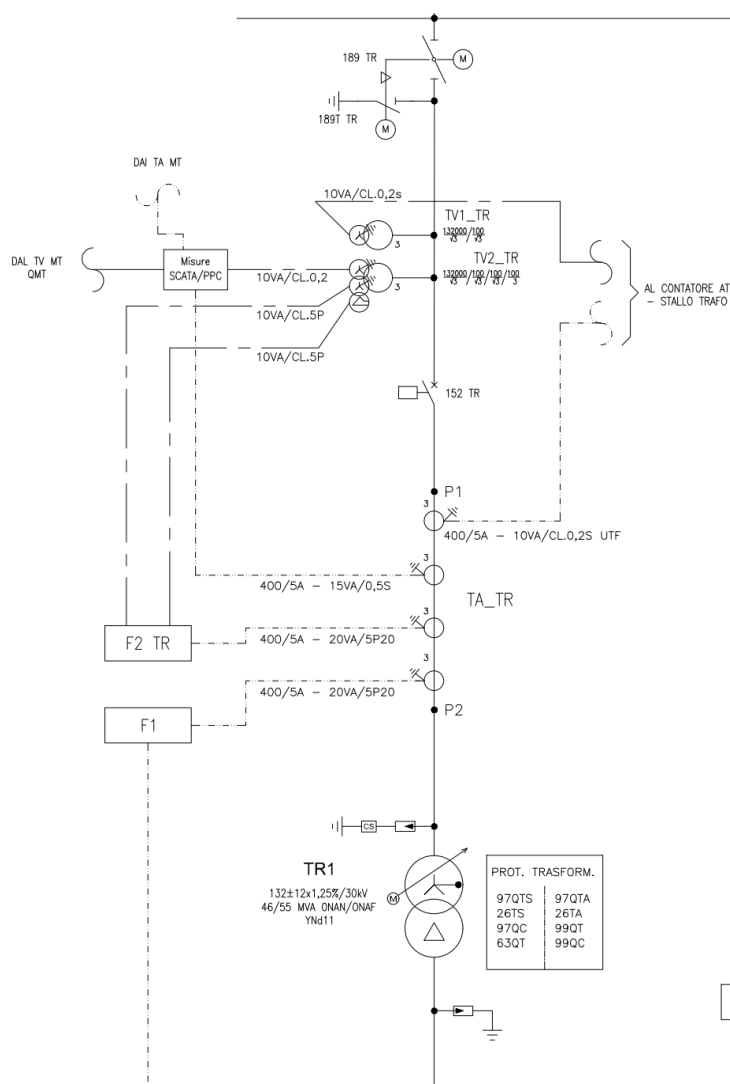 189 TR
M
189T TR
M
DAI TA MT
10VA/CL.0,2s
TV1_TR
132000/√3 / 100/√3
3
Misure
SCATA/PPC
DAL TV MT
QMT
10VA/CL.0,2
TV2_TR
132000/√3 / 100/√3 / 100/√3 / 100/3
3
AL CONTATORE AT
- STALLO TRAFO
10VA/CL.5P
10VA/CL.5P
152 TR
P1
3
400/5A - 10VA/CL.0,2S UTF
3
400/5A - 15VA/0,5S
TA_TR
3
F2 TR
400/5A - 20VA/5P20
3
400/5A - 20VA/5P20
P2
F1
CS
TR1
132±12x1,25%/30kV
46/55 MVA ONAN/ONAF
YNd11
M
PROT. TRASFORM.
97QTS 97QTA
26TS 26TA
97QC 99QT
63QT 99QC